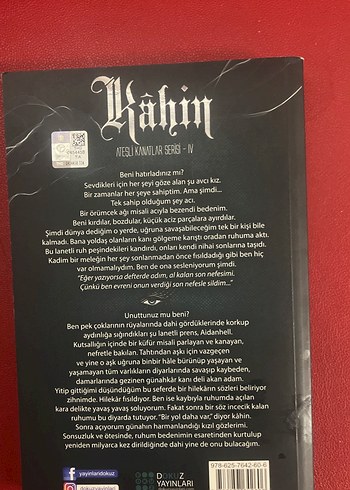 Kâhin
ATEŞLİ KANATLAR SERİSİ - IV
Beni hatırladınız mı?
Sevdikleri için her şeyi göze alan şu avcı kız.
Bir zamanlar her şeye sahiptim. Ama şimdi...
Tek sahip olduğum şey acı.
Bir örümcek ağı misali acıyla bezendi bedenim.
Beni kırdılar, bozdular, küçük aciz parçalara ayırdılar.
Şimdi dünya dediğim o yerde, uğruna savaşabileceğim tek bir kişi bile
kalmadı. Bana yoldaş olanların kanı gölgeme karıştı oradan ruhuma aktı.
Bu lanetli ruh peşindekileri kandırdı, onları kendi nihai sonlarına taşıdı.
Kadim bir meleğin her şey sonlanmadan önce fısıldadığı gibi ben hiç
var olmamalıydım. Ben de ona sesleniyorum şimdi.
"Eğer yazıyorsa defterde adım, al kalan son nefesimi.
Çünkü ben evreni onun verdiği son nefesle sildim..."
Unuttunuz mu beni?
Ben pek çoklarının rüyalarında dahi gördüklerinde korkup
aydınlığa sığındıkları şu lanetli prens, Aidanhell.
Kutsallığın içinde bir küfür misali parlayan ve kanayan,
nefretle bakılan. Tahtından aşkı için vazgeçen
ve yine o aşk uğruna binbir hâle bürünüp yaşayan ve
yaşamayan tüm varlıkların diyarlarında savaşıp kaybeden,
damarlarında gezinen günahkâr kanı deli akan adam.
Yitip gittiğimi düşündüğüm bu seferde bir hilekârın sözleri beliriyor
zihnimde. Hilekâr fısıldıyor. Ben ise kaybıyla ruhumda açılan
kara delikte yavaş yavaş soluyorum. Fakat sonra bir söz incecik kalan
ruhumu bu diyarda tutuyor. "Bir yol daha var," diyor kâhin.
Sonra açıyorum günahın harmanladığı kızıl gözlerimi.
Sonsuzluk ve ötesinde, ruhum bedenimin esaretinden kurtulup
yeniden milyarca kez dirildiğinde dahi yine de onu bulacağım.
yayinlaridokuz
dokuzyayinlari
DOKUZ
YAYINLARI
978-625-7642-60-6